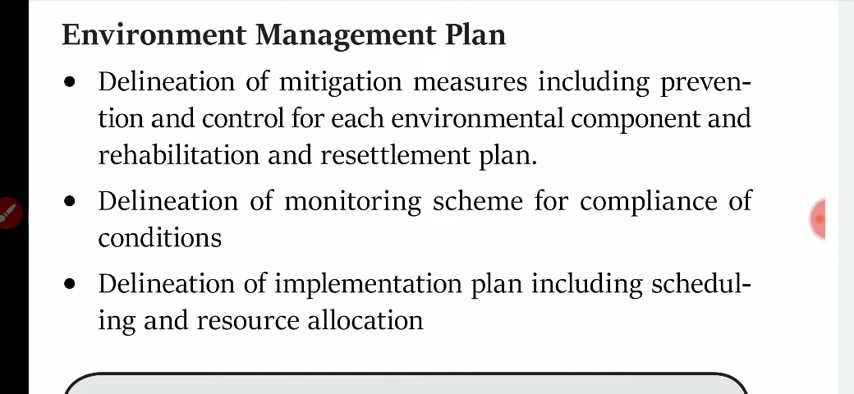 Environment Management Plan
• Delineation of mitigation measures including preven-
tion and control for each environmental component and
rehabilitation and resettlement plan.
• Delineation of monitoring scheme for compliance of
conditions
• Delineation of implementation plan including schedul-
ing and resource allocation